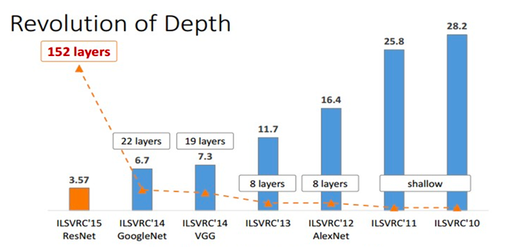 Revolution of Depth
28.2
25.8
152 layers
16.4
11.7
22 layers
19 layers
7.3
6.7
8 layers
8 layers
shallow
3.57
ILSVRC'15
ResNet
ILSVRC'14
GoogleNet
ILSVRC'14
VGG
ILSVRC'13
ILSVRC'12
AlexNet
ILSVRC'11
ILSVRC'10